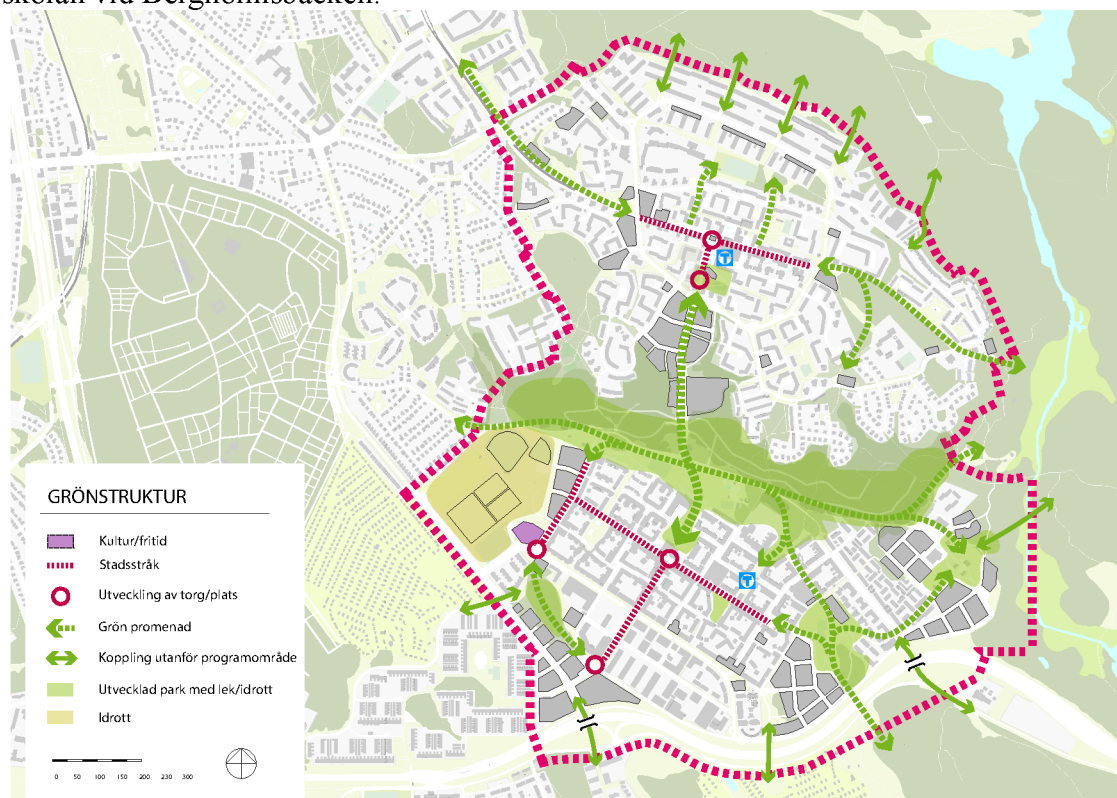 skolan vid Bergholmsbacken.
GRÖNSTRUKTUR
Kultur/fritid
Stadsstråk
Utveckling av torg/plats
Grön promenad
Koppling utanför programområde
Utvecklad park med lek/idrott
Idrott
0 50 100 150 200 230 300
T
T